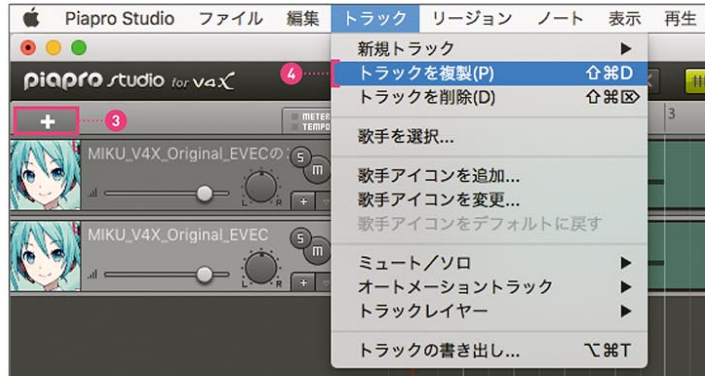 Piapro Studio ファイル 編集 トラック リージョン ノート 表示 再生
piapro studio for V4X
新規トラック ▶
4 トラックを複製(P) ⇧⌘D
トラックを削除(D) ⇧⌘⌦
+ 3 METER 3
TEMPO
歌手を選択...
MIKU_V4X_Original_EVECの S
m
歌手アイコンを追加...
歌手アイコンを変更...
L R +
歌手アイコンをデフォルトに戻す
MIKU_V4X_Original_EVEC S
m
ミュート／ソロ ▶
オートメーショントラック ▶
L R +
トラックレイヤー ▶
トラックの書き出し... ⌥⌘T